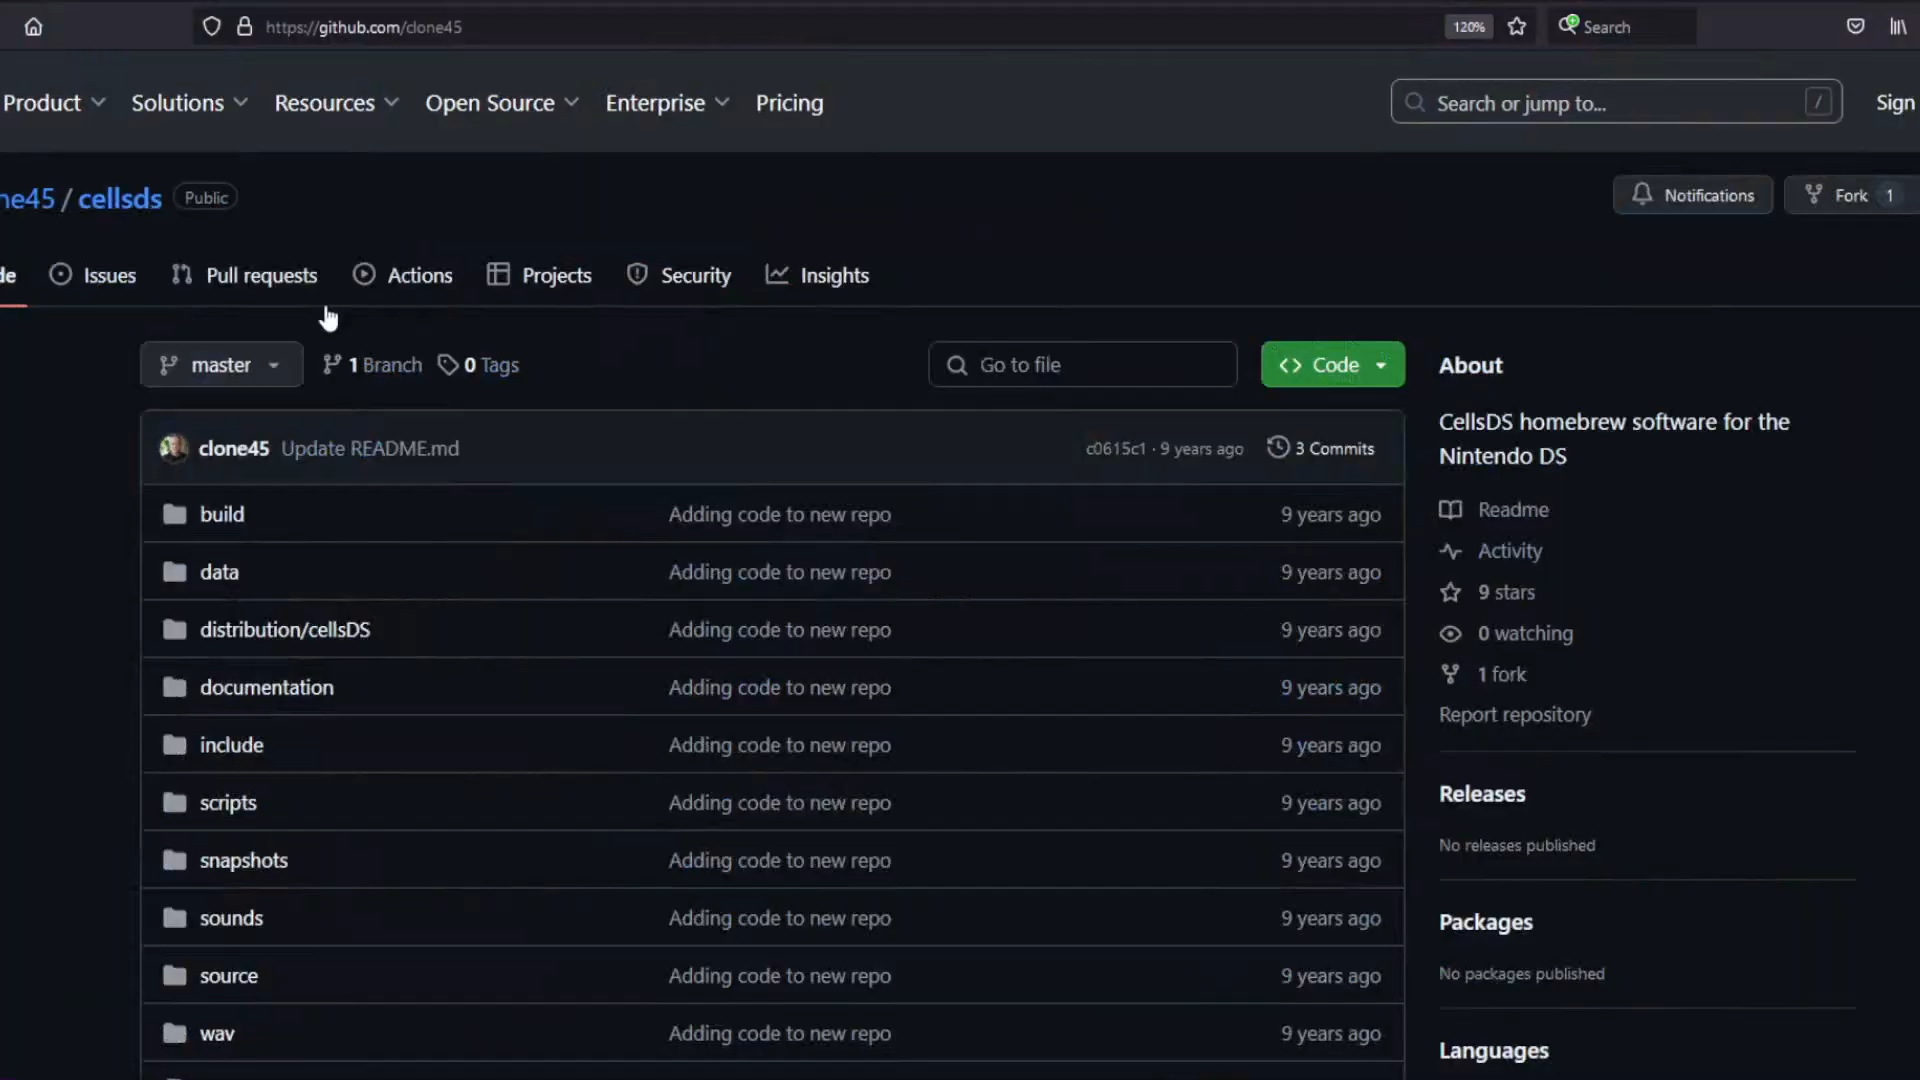 https://github.com/clone45 120% Search
Product Solutions Resources Open Source Enterprise Pricing Search or jump to... / Sign
ne45 / cellsds Public Notifications Fork 1
de Issues Pull requests Actions Projects Security Insights
master 1 Branch 0 Tags Go to file <> Code
clone45 Update README.md c0615c1 · 9 years ago 3 Commits
build Adding code to new repo 9 years ago
data Adding code to new repo 9 years ago
distribution/cellsDS Adding code to new repo 9 years ago
documentation Adding code to new repo 9 years ago
include Adding code to new repo 9 years ago
scripts Adding code to new repo 9 years ago
snapshots Adding code to new repo 9 years ago
sounds Adding code to new repo 9 years ago
source Adding code to new repo 9 years ago
wav Adding code to new repo 9 years ago
About
CellsDS homebrew software for the
Nintendo DS
Readme
Activity
9 stars
0 watching
1 fork
Report repository
Releases
No releases published
Packages
No packages published
Languages